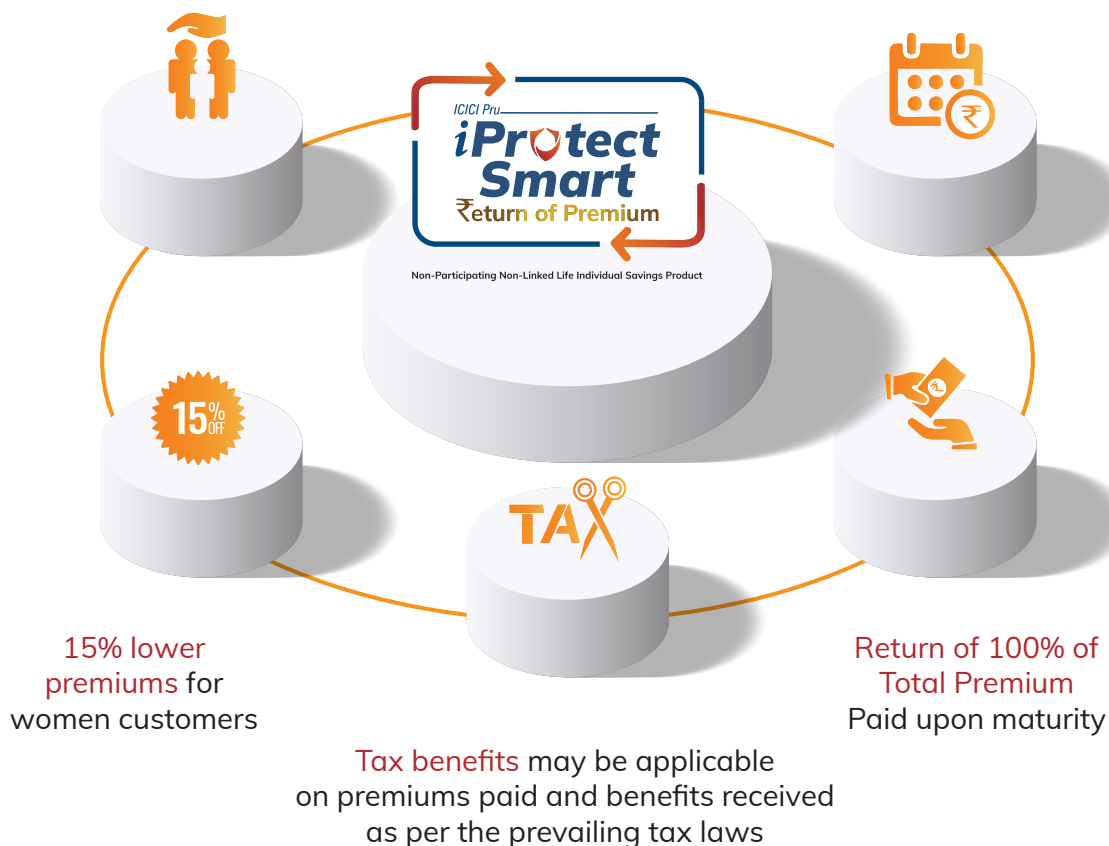 ICICI Pru
iProtect
Smart
₹eturn of Premium
Non-Participating Non-Linked Life Individual Savings Product
₹
15%
OFF
TAX
15% lower
premiums for
women customers
Return of 100% of
Total Premium
Paid upon maturity
Tax benefits may be applicable
on premiums paid and benefits received
as per the prevailing tax laws